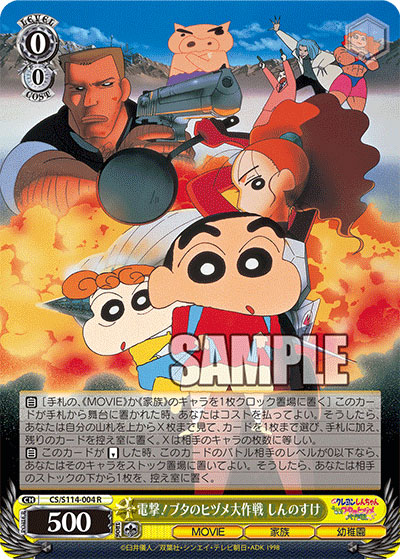 LEVEL
0
0
COST
SAMPLE
自 [手札の、《MOVIE》か《家族》のキャラを1枚クロック置場に置く] このカー
ドが手札から舞台に置かれた時、あなたはコストを払ってよい。そうしたら、
あなたは自分の山札を上からX枚まで見て、カードを1枚まで選び、手札に加え、
残りのカードを控え室に置く。Xは相手のキャラの枚数に等しい。
自 このカードが した時、このカードのバトル相手のレベルが0以下なら、
あなたはそのキャラをストック置場に置いてよい。そうしたら、あなたは相手
のストックの下から1枚を、控え室に置く。
CH
CS/S114-004 R
電撃！ブタのヒヅメ大作戦 しんのすけ
クレヨンしんちゃん
POWER
500
MOVIE
家族
幼稚園
©臼井儀人／双葉社・シンエイ・テレビ朝日・ADK 1998